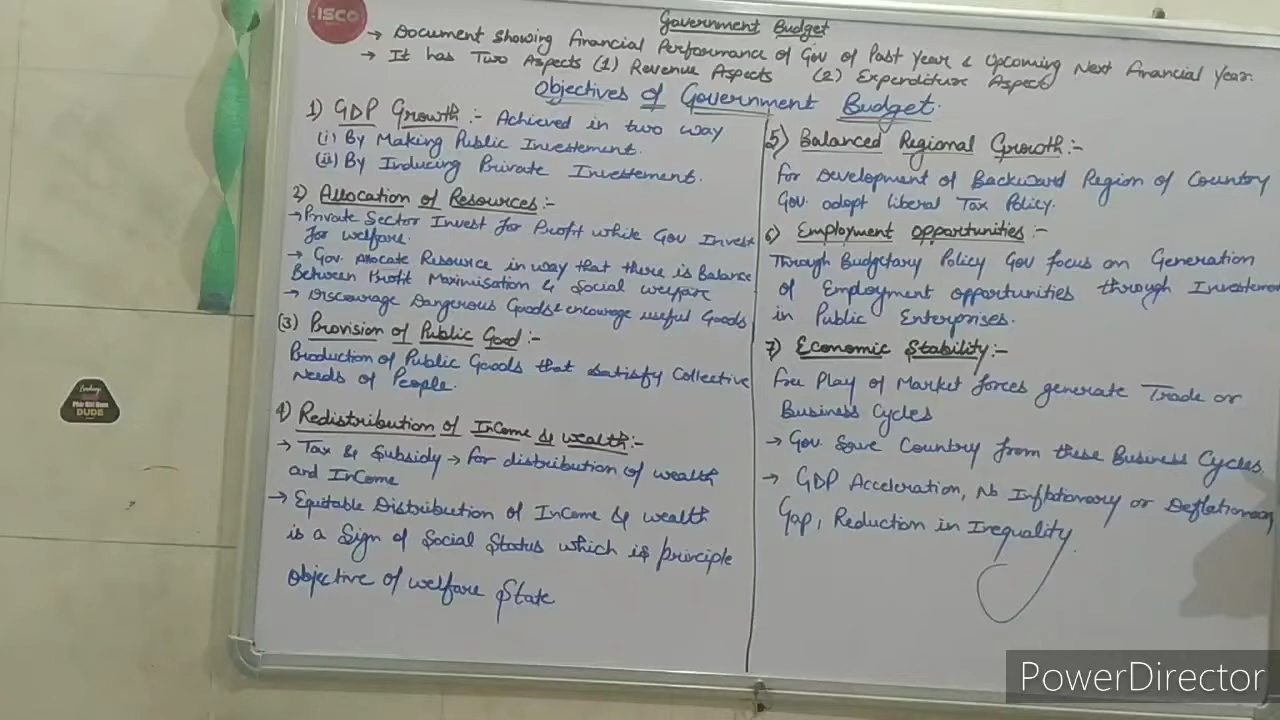 ISCO
Government Budget
→ Document showing Financial Performance of Gov of Past Year & Upcoming Next Financial Year.
→ It has Two Aspects (1) Revenue Aspects (2) Expenditure Aspects
Objectives of Government Budget.
1) GDP Growth:- Achieved in two way
(i) By Making Public Investement.
(ii) By Inducing Private Investement.
2) Allocation of Resources:-
→ Private Sector Invest for Profit while Gov Invest
for welfare.
→ Gov. Allocate Resource in way that there is Balance
Between Profit Maximisation & Social welfare
→ Discourage Dangerous Goods & encourage useful Goods
(3) Provision of Public Good:-
Production of Public Goods that satisfy Collective
Needs of People.
4) Redistribution of Income & wealth:-
→ Tax & Subsidy → for distribution of wealth
and Income
→ Equitable Distribution of Income & wealth
is a Sign of Social Status which is principle
Objective of welfare State
5) Balanced Regional Growth:-
For Development of Backward Region of Country
Gov. adopt liberal Tax Policy.
6) Employment opportunities:-
Through Budgetary Policy Gov focus on Generation
of Employment opportunities through Investement
in Public Enterprises.
7) Economic Stability:-
Free Play of Market forces generate Trade or
Business Cycles
→ Gov. Save Country from these Business Cycles.
→ GDP Acceleration, No Inflationary or Deflationary
Gap, Reduction in Inequality.
DUDE
PowerDirector